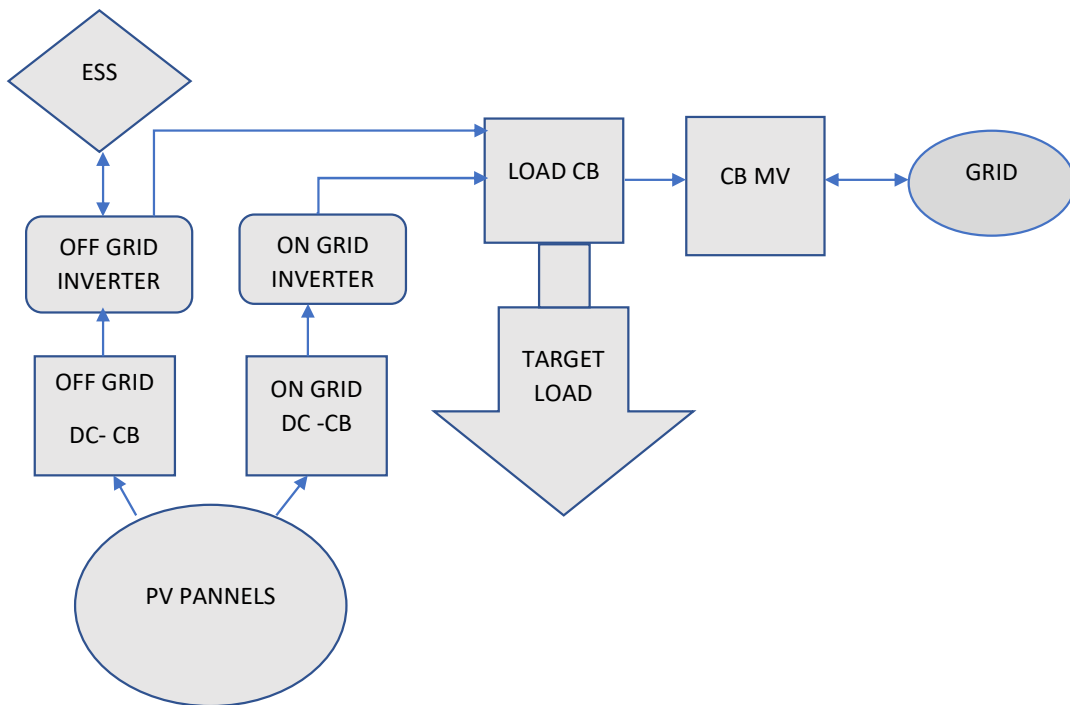 ESS
LOAD CB
CB MV
GRID
OFF GRID
INVERTER
ON GRID
INVERTER
OFF GRID
DC- CB
ON GRID
DC -CB
TARGET
LOAD
PV PANNELS